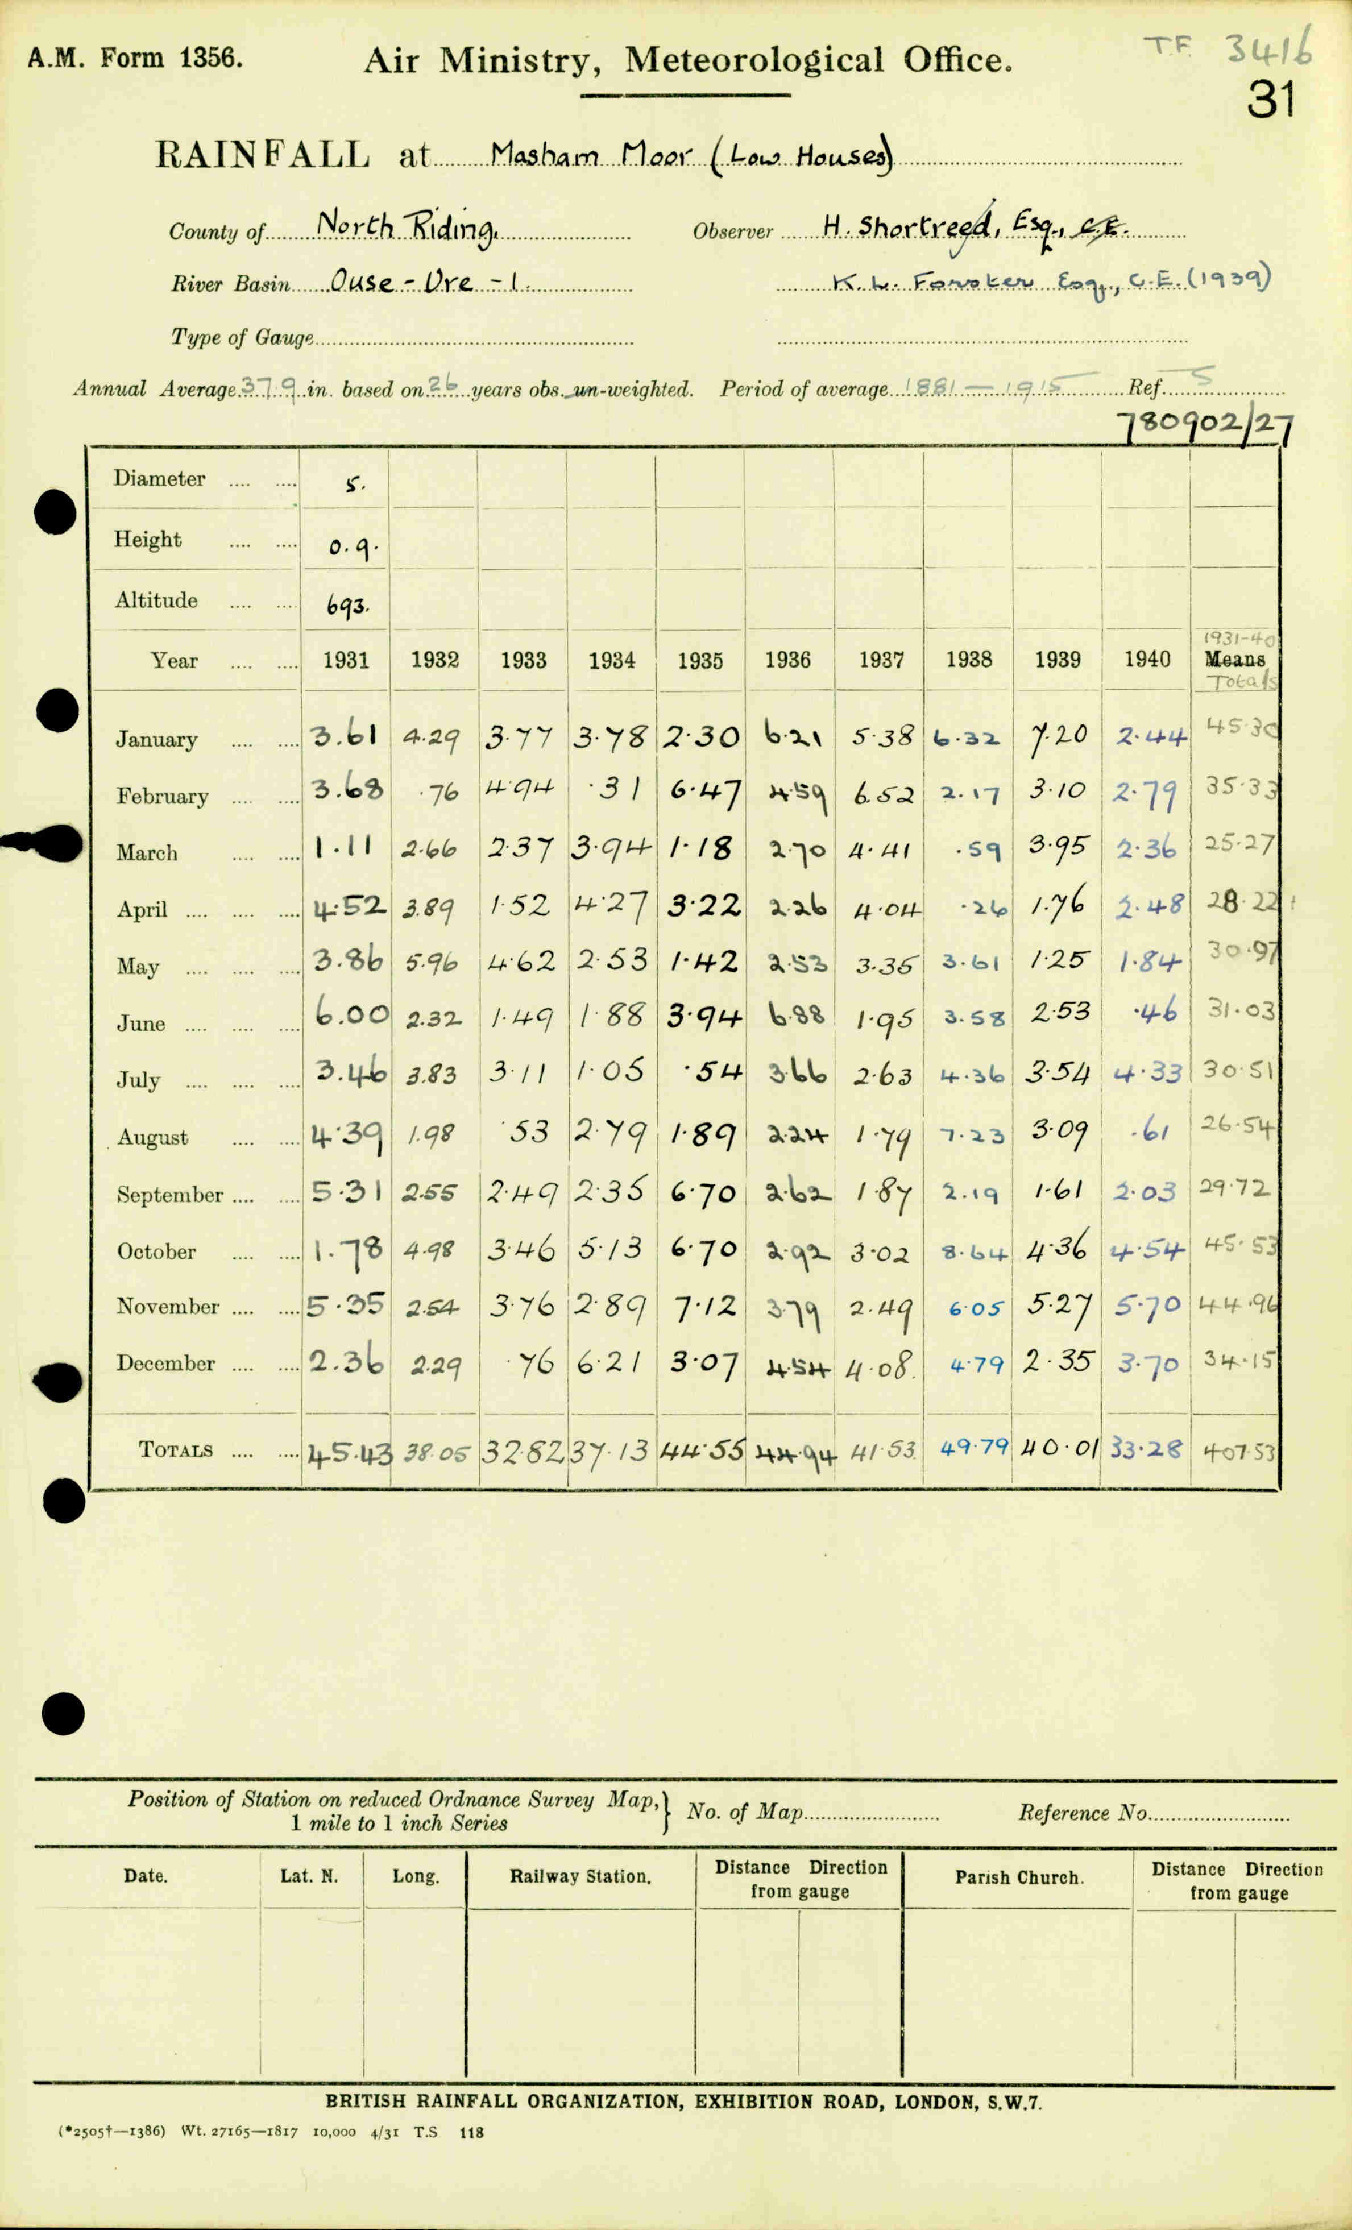 A.M. Form 1356. Air Ministry, Meteorological Office. T.F. 3416
31
RAINFALL at Masham Moor (Low Houses)
County of North Riding. Observer H. Shortreed, Esq., C.E.
River Basin Ouse - Ure - 1. K. L. Forster Esq., C.E. (1939)
Type of Gauge
Annual Average 37.9 in. based on 26 years obs. un-weighted. Period of average 1881 — 1915 Ref. 5
780902/27
Diameter 5.
Height 0.9.
Altitude 693.
1931-40
Year 1931 1932 1933 1934 1935 1936 1937 1938 1939 1940 Means
Totals
January 3.61 4.29 3.77 3.78 2.30 6.21 5.38 6.32 7.20 2.44 45.30
February 3.68 .76 4.94 .31 6.47 4.59 6.52 2.17 3.10 2.79 35.33
March 1.11 2.66 2.37 3.94 1.18 2.70 4.41 .59 3.95 2.36 25.27
April 4.52 3.89 1.52 4.27 3.22 2.26 4.04 .26 1.76 2.48 28.22
May 3.86 5.96 4.62 2.53 1.42 2.53 3.35 3.61 1.25 1.84 30.97
June 6.00 2.32 1.49 1.88 3.94 6.88 1.95 3.58 2.53 .46 31.03
July 3.46 3.83 3.11 1.05 .54 3.66 2.63 4.36 3.54 4.33 30.51
August 4.39 1.98 .53 2.79 1.89 2.24 1.79 7.23 3.09 .61 26.54
September 5.31 2.55 2.49 2.35 6.70 2.62 1.87 2.19 1.61 2.03 29.72
October 1.78 4.98 3.46 5.13 6.70 2.92 3.02 8.64 4.36 4.54 45.53
November 5.35 2.54 3.76 2.89 7.12 3.79 2.49 6.05 5.27 5.70 44.96
December 2.36 2.29 .76 6.21 3.07 4.54 4.08 4.79 2.35 3.70 34.15
TOTALS 45.43 38.05 32.82 37.13 44.55 44.94 41.53 49.79 40.01 33.28 407.53
Position of Station on reduced Ordnance Survey Map, No. of Map Reference No.
1 mile to 1 inch Series
Date. Lat. N. Long. Railway Station. Distance Direction Parish Church. Distance Direction
from gauge from gauge
BRITISH RAINFALL ORGANIZATION, EXHIBITION ROAD, LONDON, S.W.7.
(*2505†—1386) Wt. 27165—1817 10,000 4/31 T.S 118